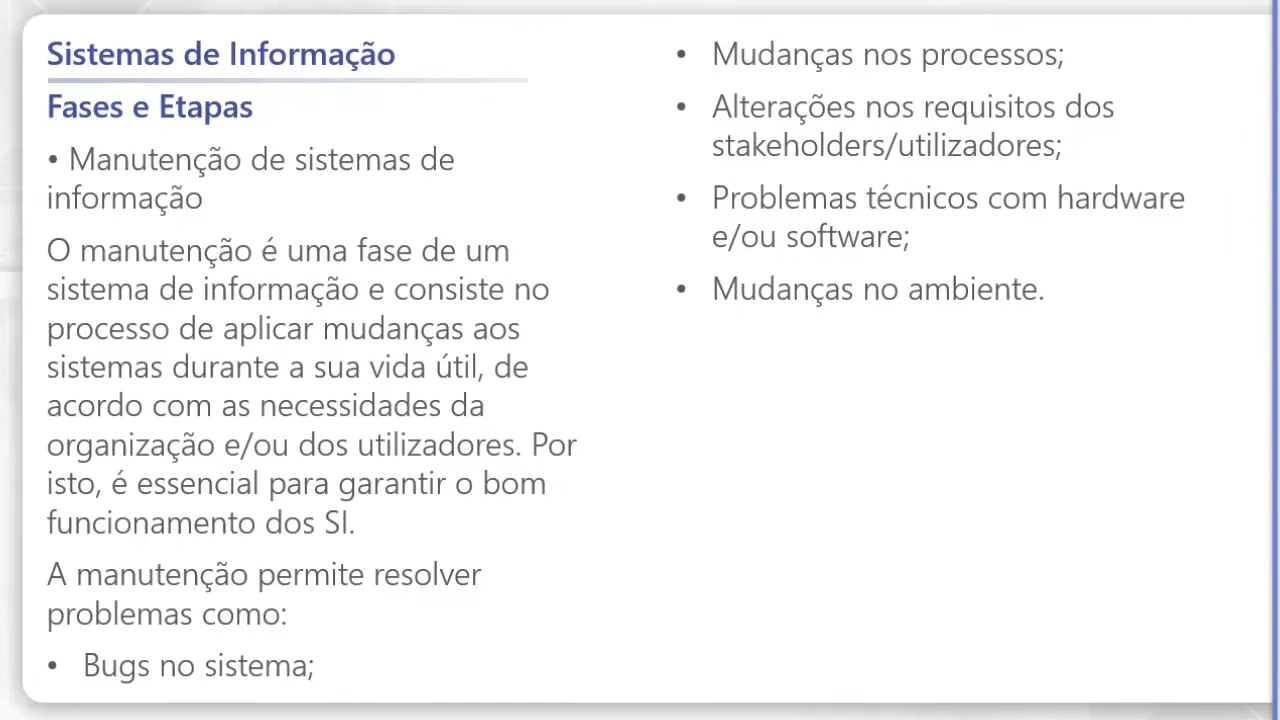 Sistemas de Informação
Fases e Etapas
• Manutenção de sistemas de
informação
O manutenção é uma fase de um
sistema de informação e consiste no
processo de aplicar mudanças aos
sistemas durante a sua vida útil, de
acordo com as necessidades da
organização e/ou dos utilizadores. Por
isto, é essencial para garantir o bom
funcionamento dos SI.
A manutenção permite resolver
problemas como:
• Bugs no sistema;
• Mudanças nos processos;
• Alterações nos requisitos dos
stakeholders/utilizadores;
• Problemas técnicos com hardware
e/ou software;
• Mudanças no ambiente.